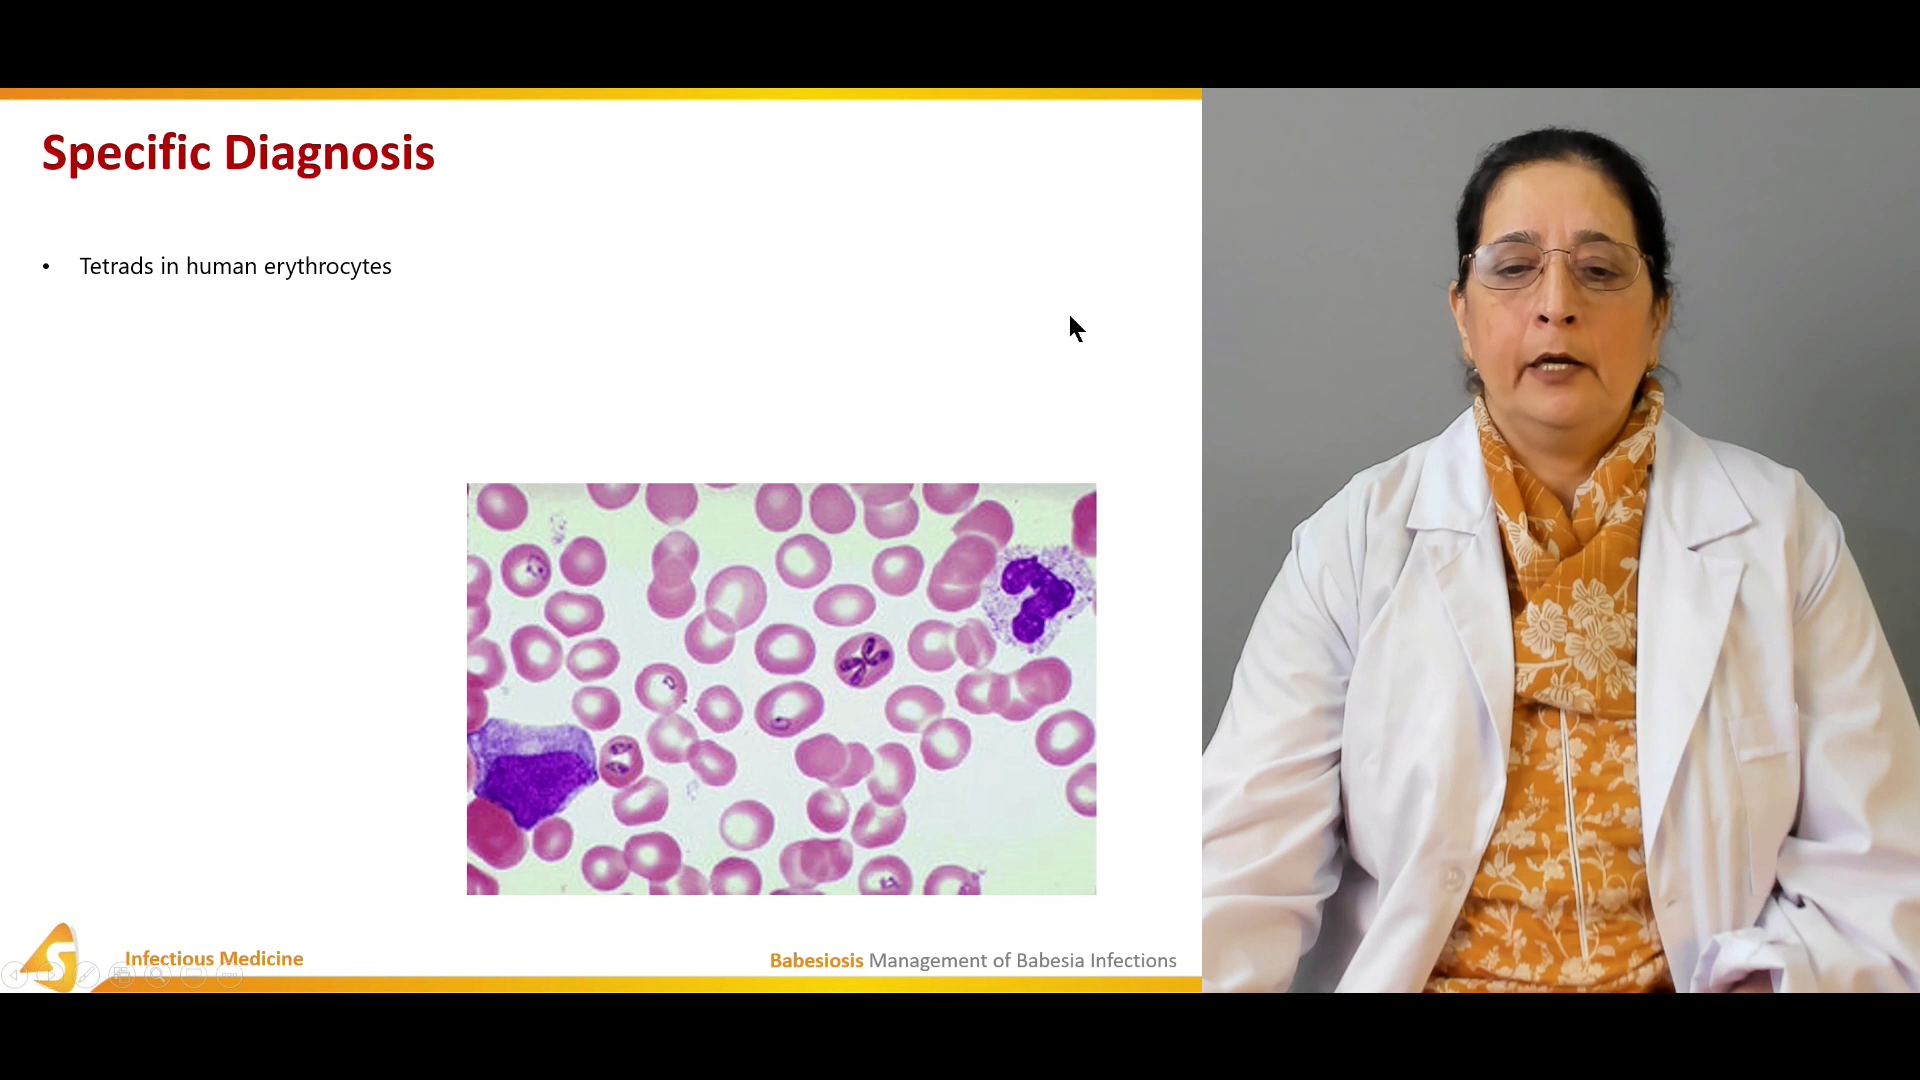 Specific Diagnosis
• Tetrads in human erythrocytes
S
Infectious Medicine
Babesiosis Management of Babesia Infections